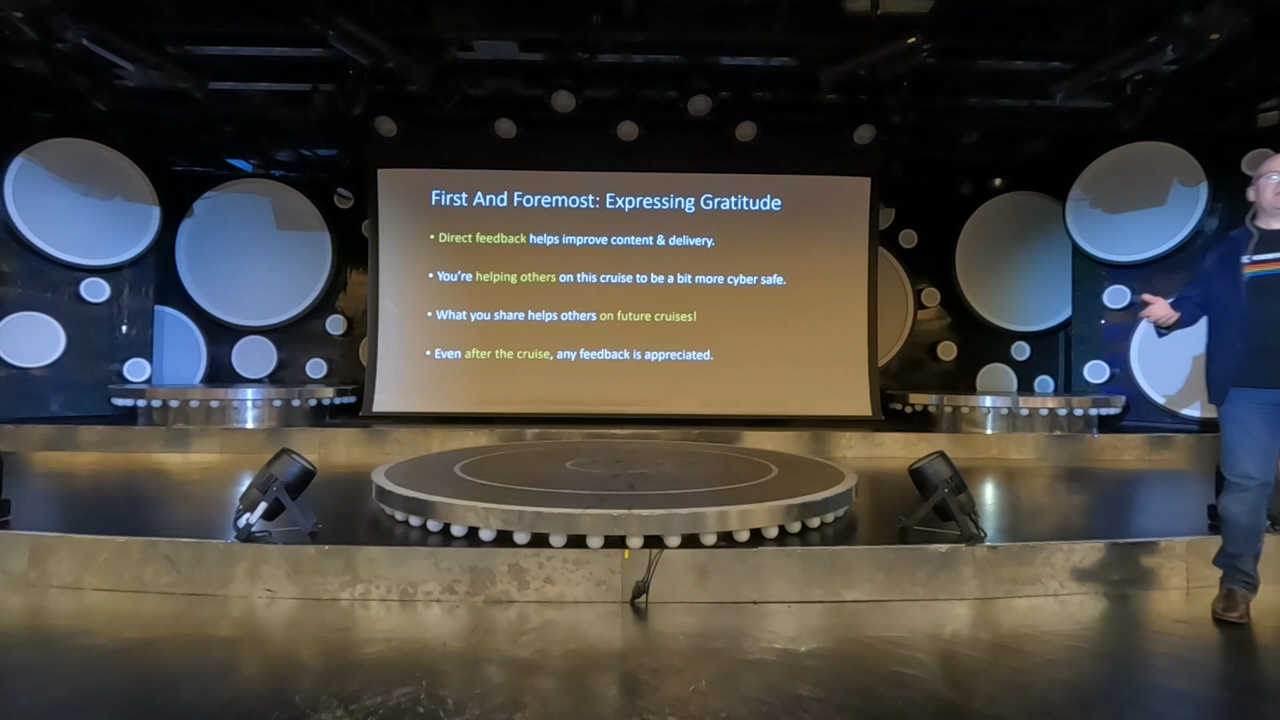 First And Foremost: Expressing Gratitude
• Direct feedback helps improve content & delivery.
• You're helping others on this cruise to be a bit more cyber safe.
• What you share helps others on future cruises!
• Even after the cruise, any feedback is appreciated.